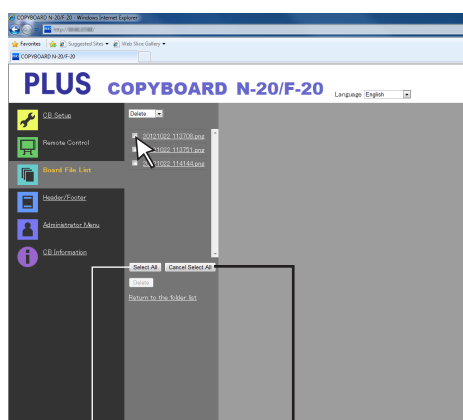 COPYBOARD N-20/F-20 - Windows Internet Explorer
Favorites
Suggested Sites
Web Slice Gallery
COPYBOARD N-20/F-20
PLUS COPYBOARD N-20/F-20
Language English
CB Setup
Remote Control
Board File List
Header/Footer
Administrator Menu
CB Information
Delete
20121022_113708.png
022_113751.png
022_114144.png
Select All
Cancel Select All
Delete
Return to the folder list